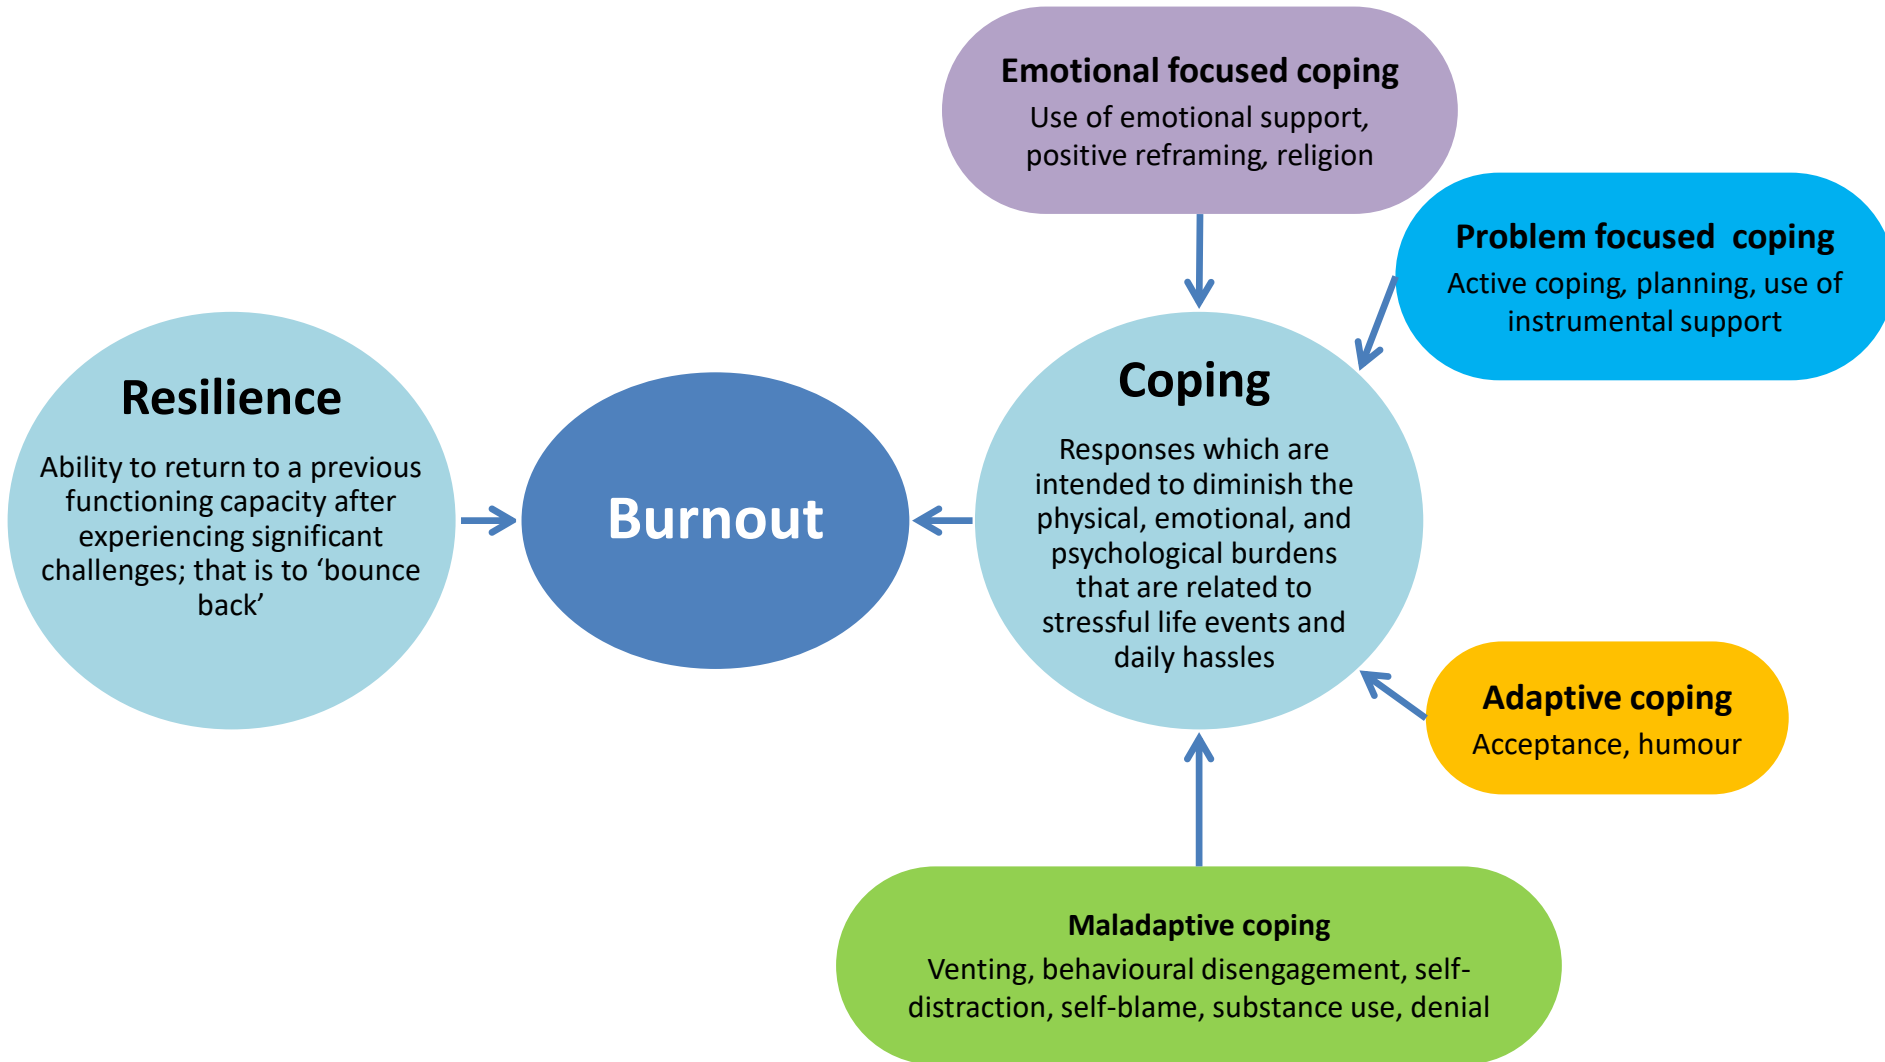 Emotional focused coping
Use of emotional support,
positive reframing, religion
Problem focused coping
Active coping, planning, use of
instrumental support
Resilience
Ability to return to a previous
functioning capacity after
experiencing significant
challenges; that is to ‘bounce
back’
Burnout
Coping
Responses which are
intended to diminish the
physical, emotional, and
psychological burdens
that are related to
stressful life events and
daily hassles
Adaptive coping
Acceptance, humour
Maladaptive coping
Venting, behavioural disengagement, self-
distraction, self-blame, substance use, denial